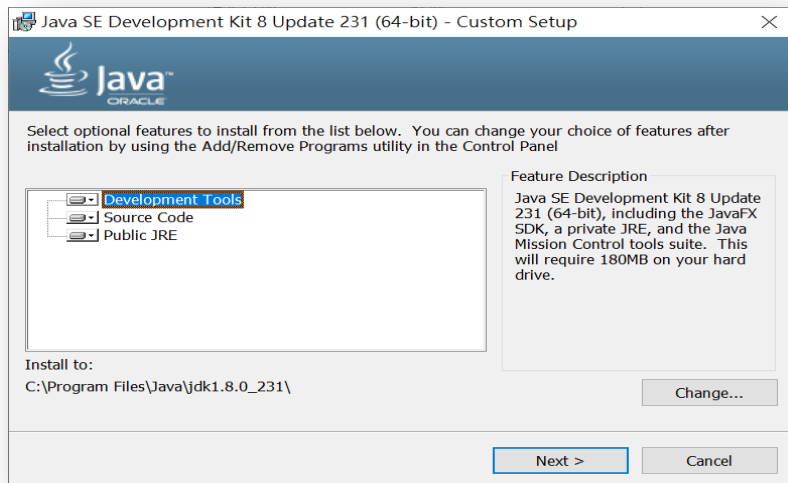 Java SE Development Kit 8 Update 231 (64-bit) - Custom Setup
Java™
ORACLE
Select optional features to install from the list below. You can change your choice of features after
installation by using the Add/Remove Programs utility in the Control Panel
Development Tools
Source Code
Public JRE
Feature Description
Java SE Development Kit 8 Update
231 (64-bit), including the JavaFX
SDK, a private JRE, and the Java
Mission Control tools suite. This
will require 180MB on your hard
drive.
Install to:
C:\Program Files\Java\jdk1.8.0_231\
Change...
Next >
Cancel